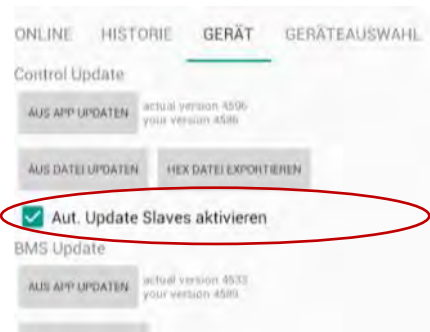 ONLINE HISTORIE GERÄT GERÄTEAUSWAHL
Control Update
AUS APP UPDATEN actual version 4596
your version 4586
AUS DATEI UPDATEN HEX DATEI EXPORTIEREN
Aut. Update Slaves aktivieren
BMS Update
AUS APP UPDATEN actual version 4533
your version